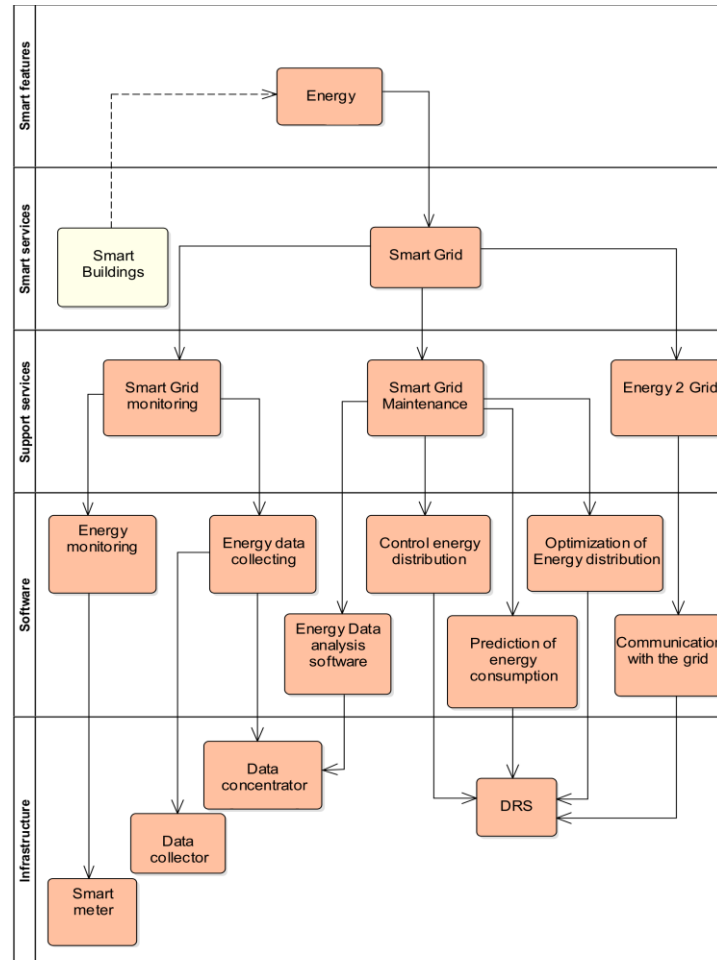 Smart features
Energy
Smart services
Smart
Buildings
Smart Grid
Support services
Smart Grid
monitoring
Smart Grid
Maintenance
Energy 2 Grid
Software
Energy
monitoring
Energy data
collecting
Control energy
distribution
Optimization of
Energy distribution
Energy Data
analysis
software
Prediction of
energy
consumption
Communication
with the grid
Infrastructure
Data
concentrator
DRS
Data
collector
Smart
meter